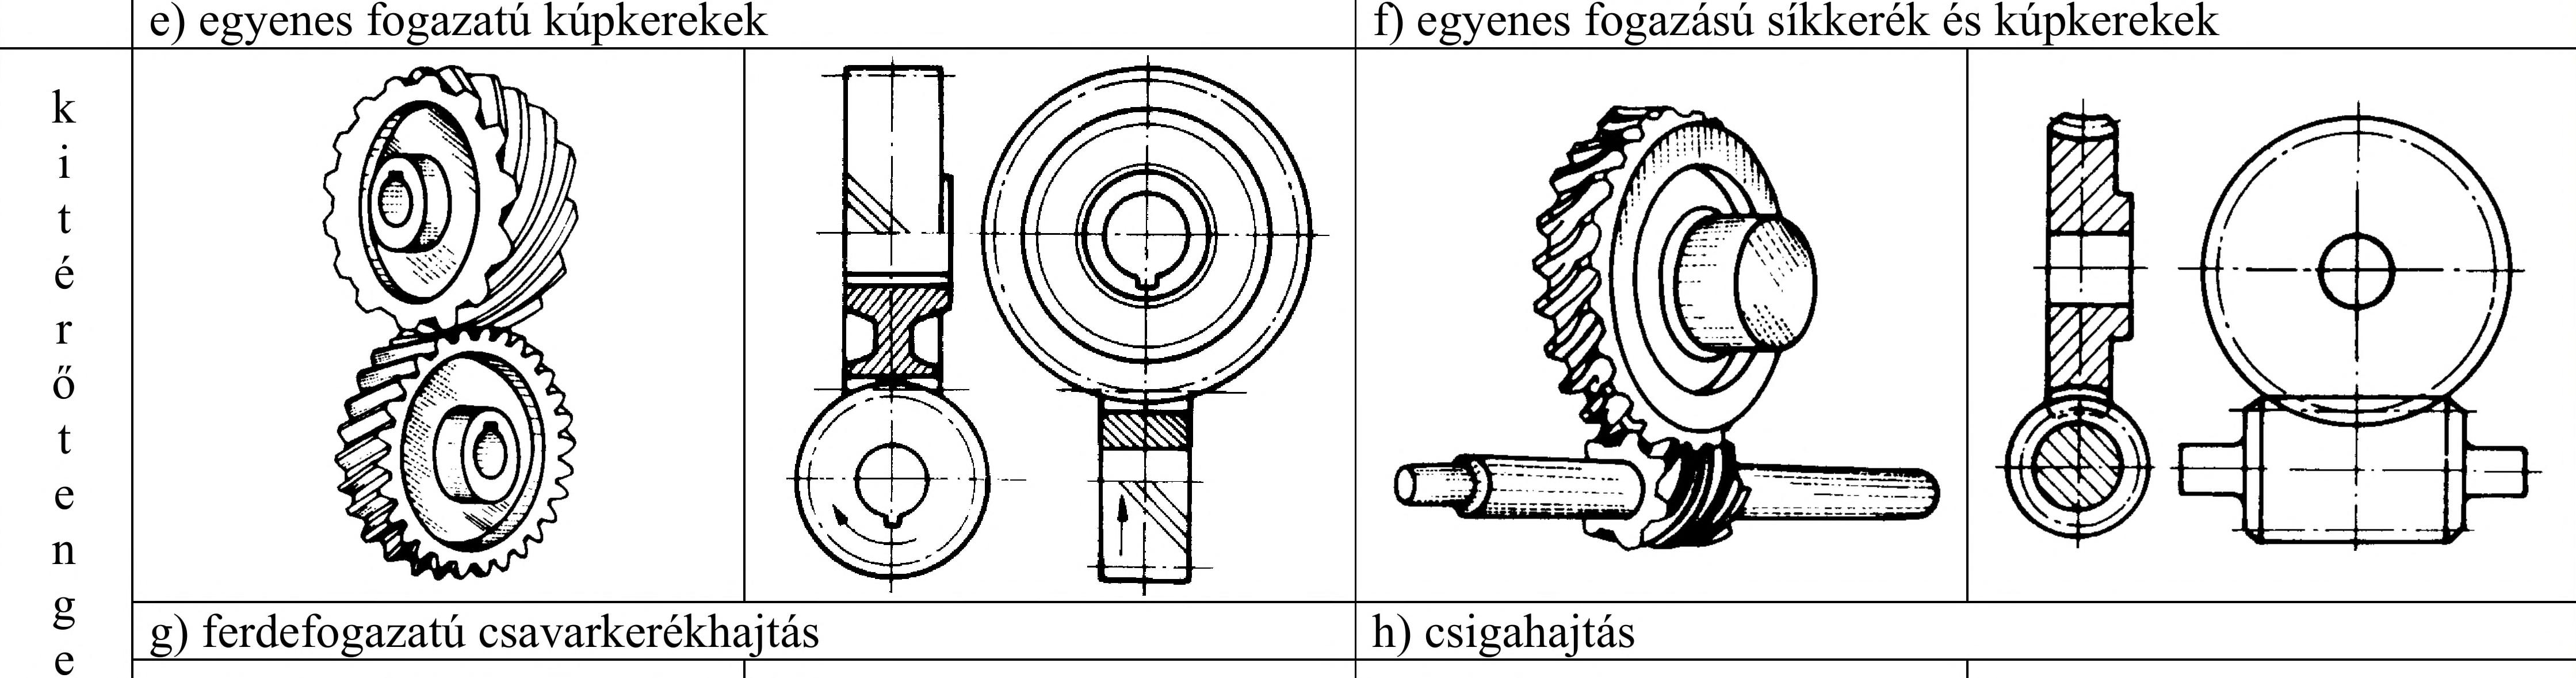 e) egyenes fogazatú kúpkerekek
f) egyenes fogazású síkkerék és kúpkerekek
k
i
t
é
r
ő
t
e
n
g
e
g) ferdefogazatú csavarkerékhajtás
h) csigahajtás